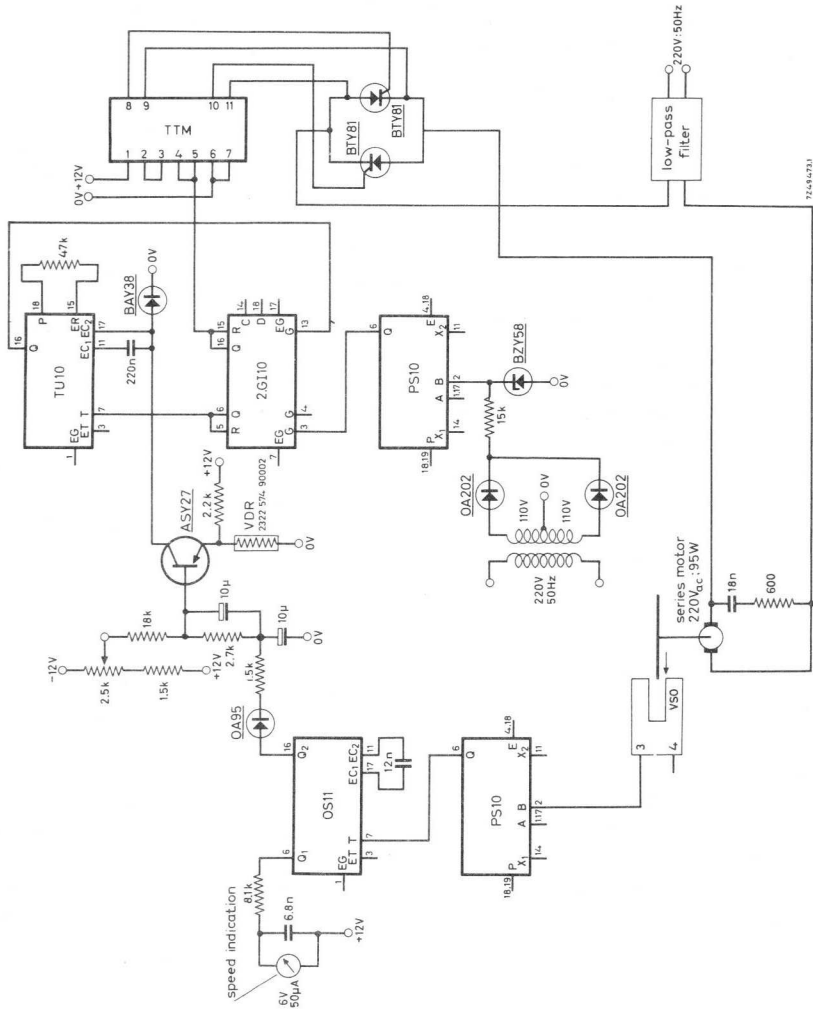 8
9
10
11
TTM
1 2 3 4 5 6 7
0V +12V
BTY81
BTY81
220V:50Hz
low-pass
filter
7Z49473.1
47k
18
P
15
ER
16
Q
TU10
EC1 EC2
11 17
EG
ET T
1 3 7
BAY38
0V
220n
14 18 17
C D EG
15
R
16
Q
G
13
2.GI10
6
Q
5
R
G
4
G
3
7
EG
6
Q
4,18
E
X2
11
PS10
B
2
A
1,17
P
18,19
X1
14
BZY58
0V
15k
OA202
OA202
110V
0V
110V
220V
50Hz
ASY27
+12V
2.2k
VDR
2322 574 90002
0V
10µ
10µ
0V
-12V
2.5k
18k
1.5k
+12V
2.7k
1.5k
OA95
16
Q2
EC1 EC2
17 11
12n
OS11
6
Q1
EG
1
ET T
3 7
8.1k
6.8n
+12V
speed indication
6V
50µA
6
Q
4,18
E
X2
11
PS10
B
2
A
1,17
P
18,19
X1
14
series motor
220Vac:95W
18n
600
VSO
3
4